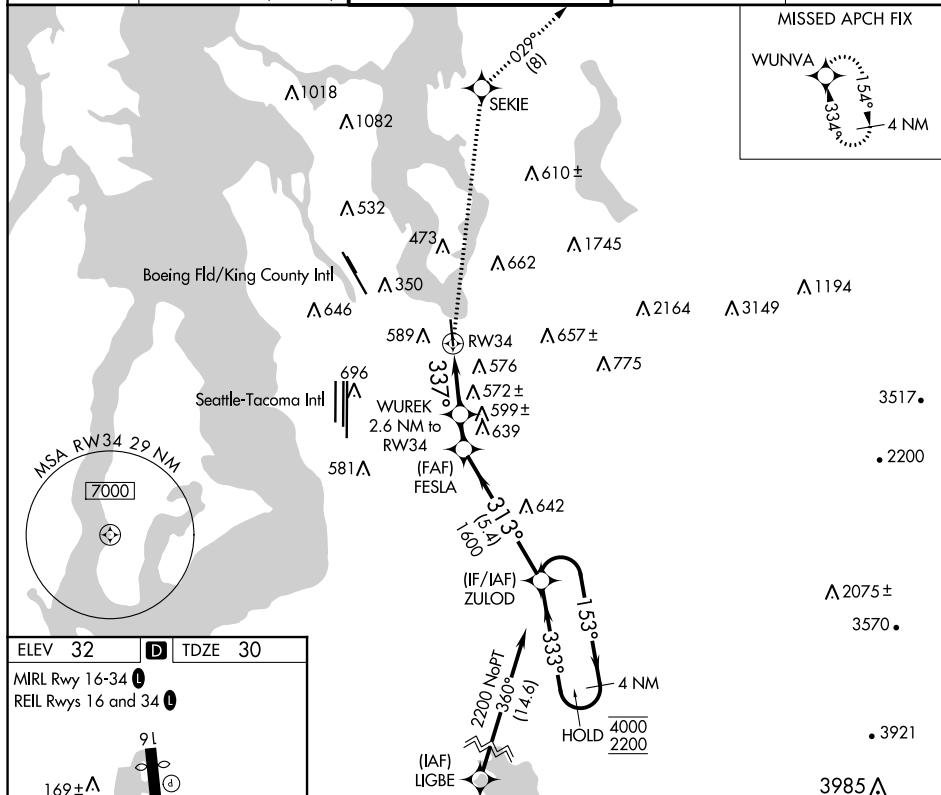 MISSED APCH FIX
WUNVA
154°
334°
4 NM
029°
(8)
SEKIE
1018
1082
610 ±
532
473
1745
662
Boeing Fld/King County Intl
350
1194
646
2164
3149
589
RW34
657 ±
576
775
337°
696
572 ±
Seattle-Tacoma Intl
WUREK
2.6 NM to
RW34
599 ±
639
3517
2200
MSA RW34 29 NM
7000
581
(FAF)
FESLA
313°
(5.4)
1600
642
(IF/IAF)
ZULOD
153°
333°
4 NM
2075 ±
3570
HOLD
4000
2200
2200 NoPT
360°
(14.6)
(IAF)
LIGBE
3921
3985
ELEV 32
D
TDZE 30
MIRL Rwy 16-34 L
REIL Rwys 16 and 34 L
16
P
169 ±